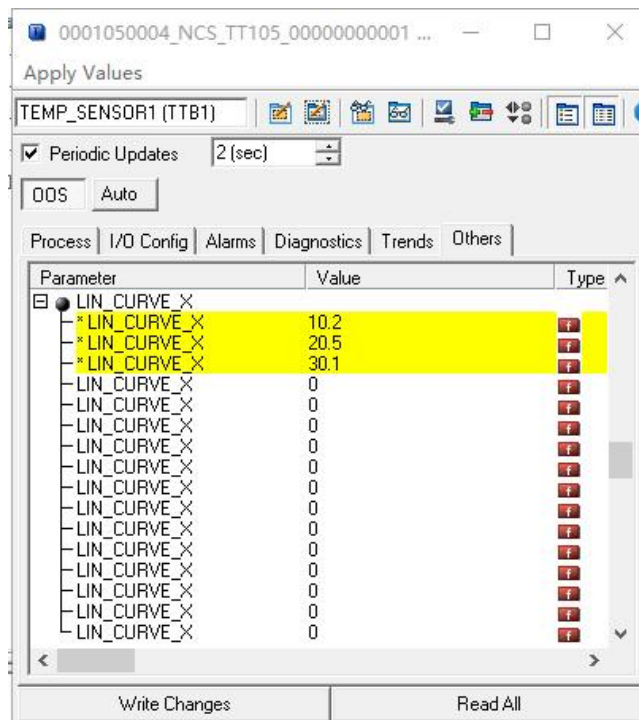 0001050004_NCS_TT105_00000000001 ...
Apply Values
TEMP_SENSOR1 (TTB1)
Periodic Updates 2 (sec)
OOS Auto
Process I/O Config Alarms Diagnostics Trends Others
Parameter Value Type
LIN_CURVE_X
* LIN_CURVE_X 10.2 f
* LIN_CURVE_X 20.5 f
* LIN_CURVE_X 30.1 f
LIN_CURVE_X 0 f
LIN_CURVE_X 0 f
LIN_CURVE_X 0 f
LIN_CURVE_X 0 f
LIN_CURVE_X 0 f
LIN_CURVE_X 0 f
LIN_CURVE_X 0 f
LIN_CURVE_X 0 f
LIN_CURVE_X 0 f
LIN_CURVE_X 0 f
LIN_CURVE_X 0 f
LIN_CURVE_X 0 f
LIN_CURVE_X 0 f
Write Changes Read All